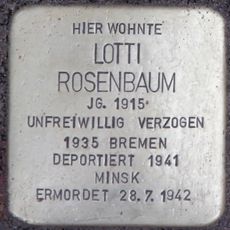 HIER WOHNTE
LOTTI
ROSENBAUM
JG. 1915
UNFREIWILLIG VERZOGEN
1935 BREMEN
DEPORTIERT 1941
MINSK
ERMORDET 28.7.1942